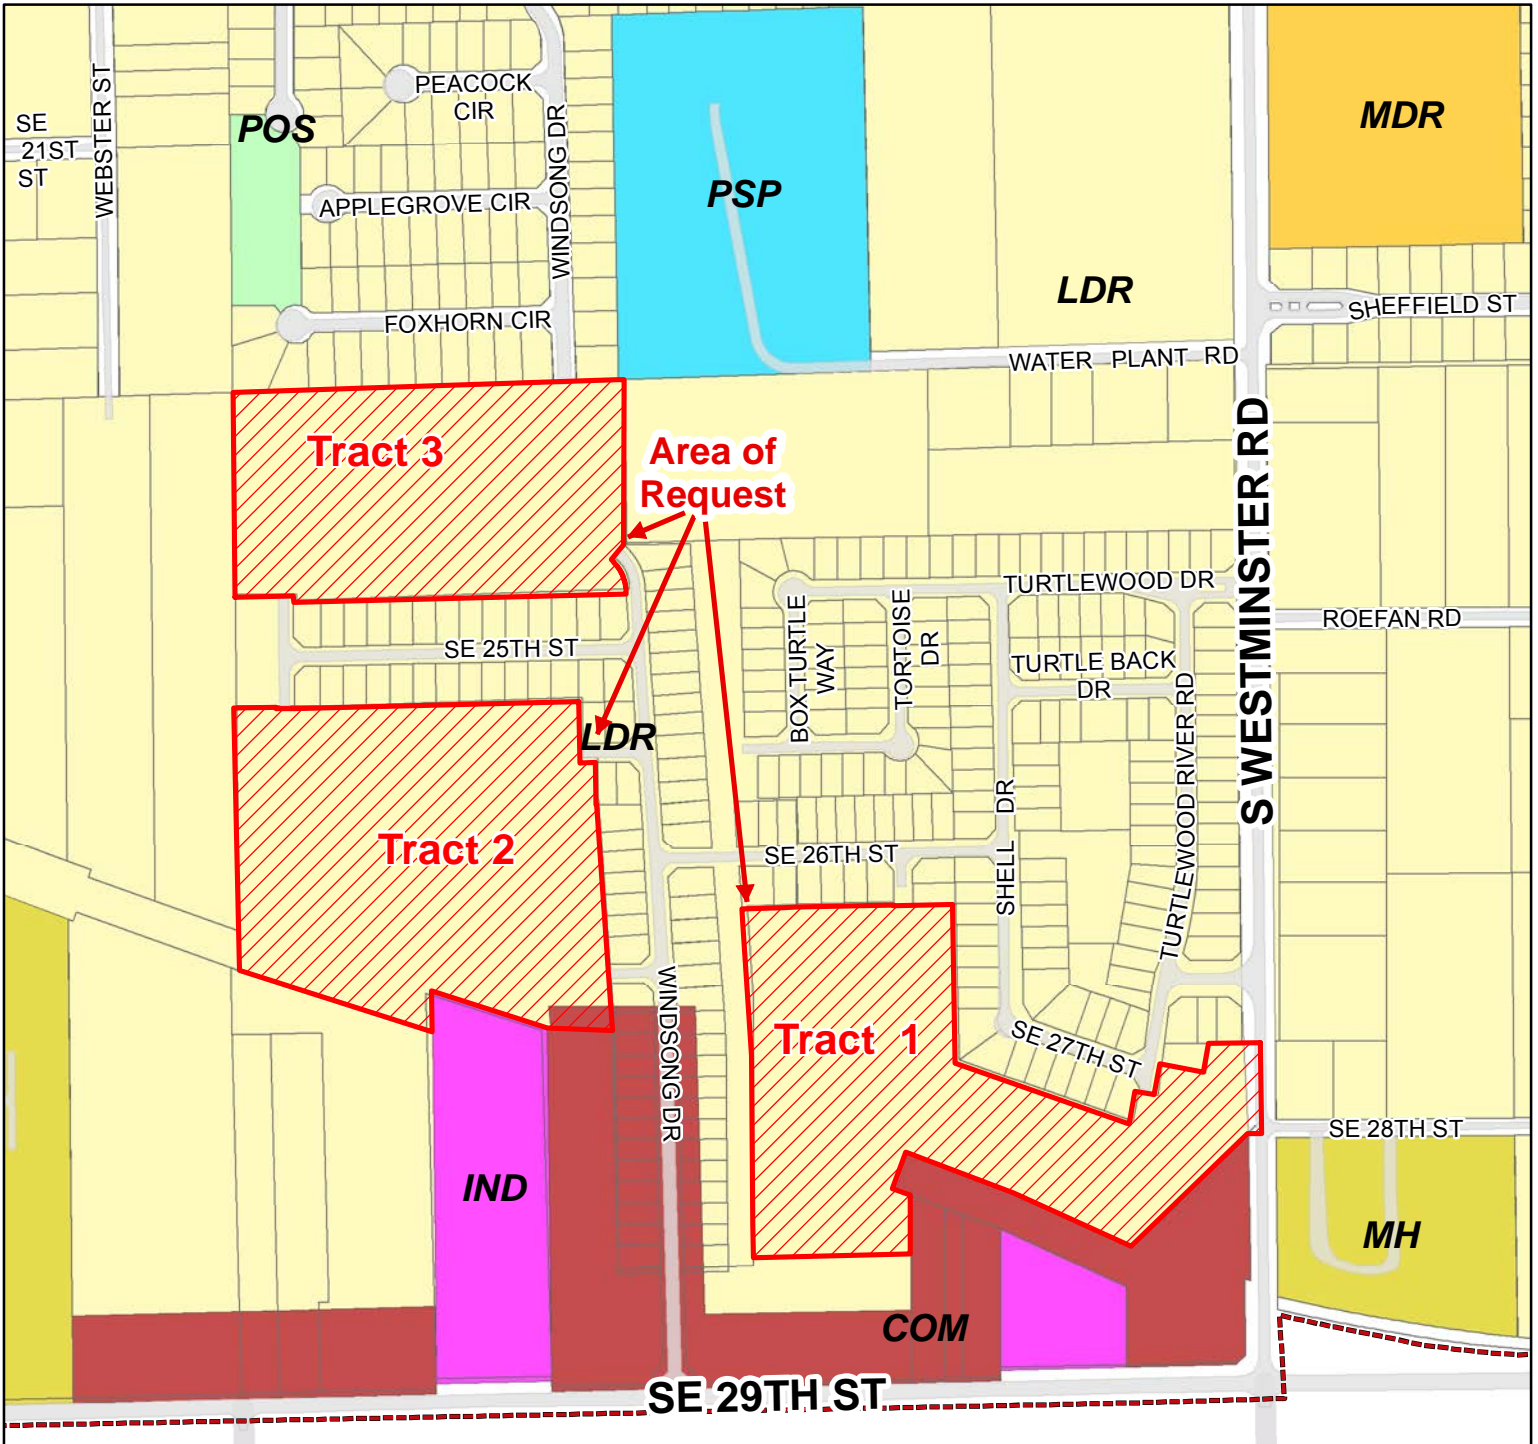 PEACOCK
CIR
SE
21ST
ST
WEBSTER ST
POS
WINDSONG DR
APPLEGROVE CIR
FOXHORN CIR
PSP
MDR
LDR
SHEFFIELD ST
WATER PLANT RD
S WESTMINSTER RD
Tract 3
Area of
Request
TURTLEWOOD DR
BOX TURTLE
WAY
TORTOISE
DR
ROEFAN RD
SE 25TH ST
TURTLE BACK
DR
LDR
TURTLEWOOD RIVER RD
SHELL DR
Tract 2
SE 26TH ST
WINDSONG DR
Tract 1
SE 27TH ST
SE 28TH ST
IND
MH
COM
SE 29TH ST